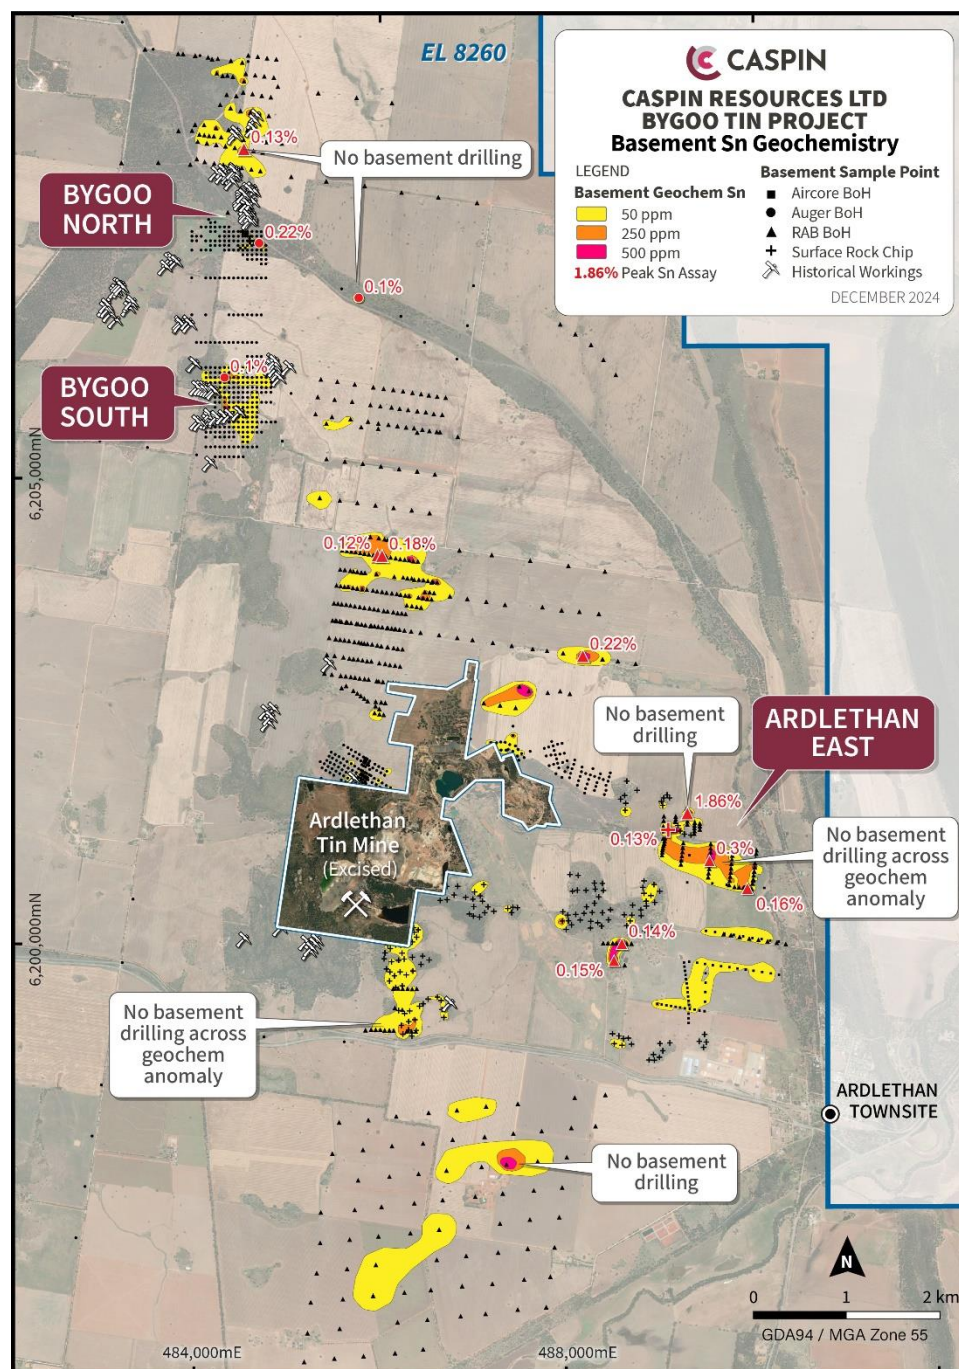 EL 8260
CASPIN
CASPIN RESOURCES LTD
BYGOO TIN PROJECT
Basement Sn Geochemistry
LEGEND
Basement Geochem Sn
50 ppm
250 ppm
500 ppm
1.86% Peak Sn Assay
Basement Sample Point
Aircore BoH
Auger BoH
RAB BoH
Surface Rock Chip
Historical Workings
DECEMBER 2024
0.13%
No basement drilling
BYGOO
NORTH
0.22%
0.1%
0.1%
BYGOO
SOUTH
6,205,000mN
0.12%
0.18%
0.22%
No basement
drilling
ARDLETHAN
EAST
1.86%
0.13%
0.3%
No basement
drilling across
geochem
anomaly
0.16%
Ardlethan
Tin Mine
(Excised)
6,200,000mN
0.14%
0.15%
No basement
drilling across
geochem
anomaly
ARDLETHAN
TOWNSITE
No basement
drilling
N
0 1 2 km
GDA94 / MGA Zone 55
484,000mE
488,000mE